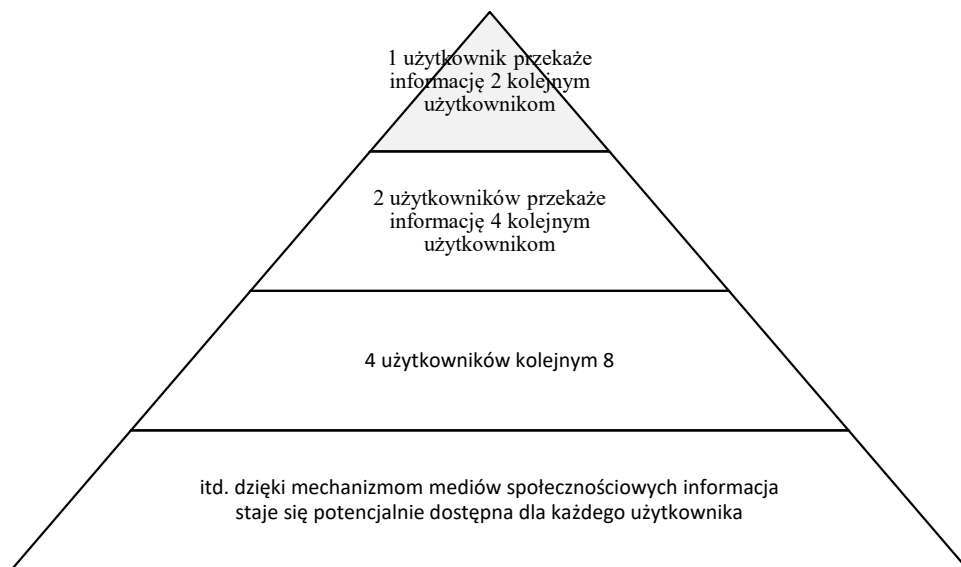 1 użytkownik przekaże
informację 2 kolejnym
użytkownikom
2 użytkowników przekaże
informację 4 kolejnym
użytkownikom
4 użytkowników kolejnym 8
itd. dzięki mechanizmom mediów społecznościowych informacja
staje się potencjalnie dostępna dla każdego użytkownika